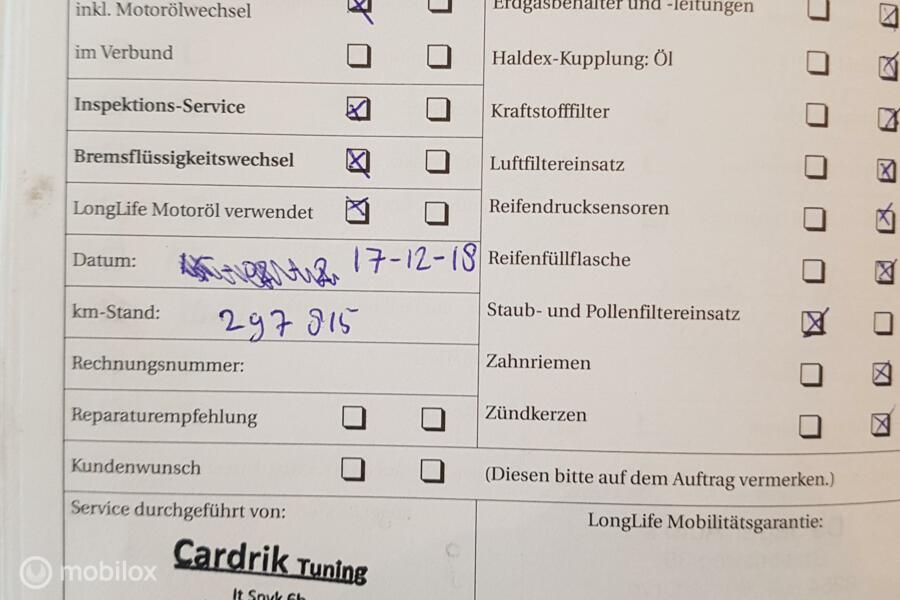 inkl. Motorölwechsel
im Verbund
Inspektions-Service
Bremsflüssigkeitswechsel
LongLife Motoröl verwendet
Datum: 17-12-18
km-Stand: 297 815
Rechnungsnummer:
Reparaturempfehlung
Kundenwunsch
Erdgasbehälter und -leitungen
Haldex-Kupplung: Öl
Kraftstofffilter
Luftfiltereinsatz
Reifendrucksensoren
Reifenfüllflasche
Staub- und Pollenfiltereinsatz
Zahnriemen
Zündkerzen
(Diesen bitte auf dem Auftrag vermerken.)
Service durchgeführt von:
Cardrik Tuning
LongLife Mobilitätsgarantie:
mobilox